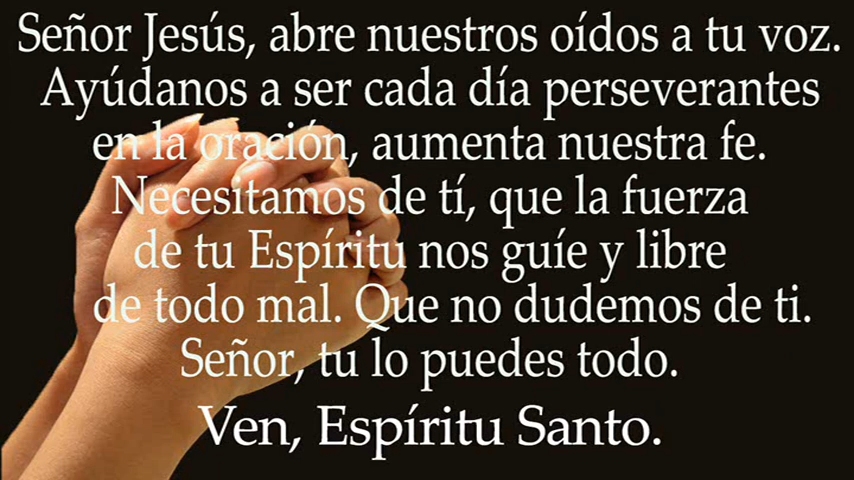 Señor Jesús, abre nuestros oídos a tu voz.
Ayúdanos a ser cada día perseverantes
en la oración, aumenta nuestra fe.
Necesitamos de tí, que la fuerza
de tu Espíritu nos guíe y libre
de todo mal. Que no dudemos de ti.
Señor, tu lo puedes todo.
Ven, Espíritu Santo.